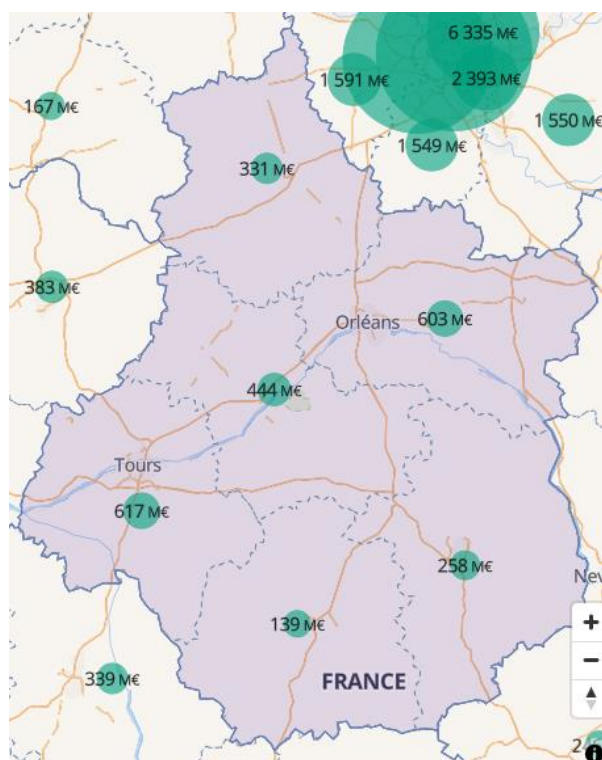 6 335 M€
1 591 M€
2 393 M€
167 M€
1 550 M€
1 549 M€
331 M€
383 M€
Orléans
603 M€
444 M€
Tours
617 M€
258 M€
Nev
139 M€
339 M€
FRANCE
+
−
i